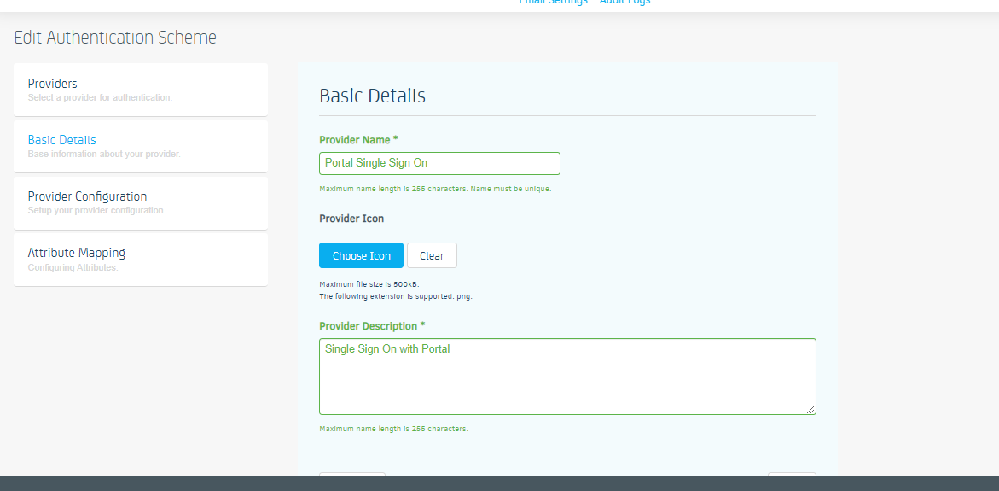 Email Settings Audit Logs
Edit Authentication Scheme
Providers
Select a provider for authentication.
Basic Details
Base information about your provider.
Provider Configuration
Setup your provider configuration.
Attribute Mapping
Configuring Attributes.
Basic Details
Provider Name *
Portal Single Sign On
Maximum name length is 255 characters. Name must be unique.
Provider Icon
Choose Icon Clear
Maximum file size is 500kB.
The following extension is supported: png.
Provider Description *
Single Sign On with Portal
Maximum name length is 255 characters.